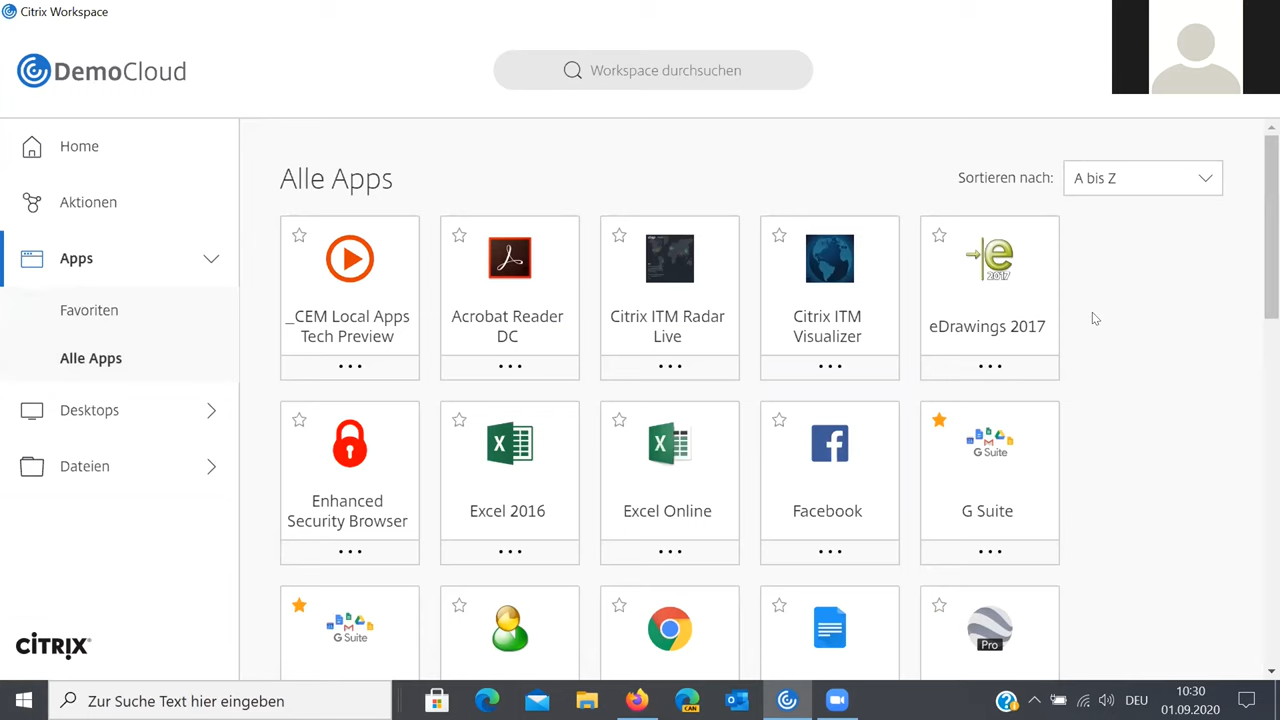 Citrix Workspace
DemoCloud
Workspace durchsuchen
Home
Aktionen
Apps
Favoriten
Alle Apps
Desktops
Dateien
CITRIX®
Alle Apps
Sortieren nach:
A bis Z
_CEM Local Apps
Tech Preview
Acrobat Reader
DC
Citrix ITM Radar
Live
Citrix ITM
Visualizer
e
2017
eDrawings 2017
Enhanced
Security Browser
X
Excel 2016
X
Excel Online
f
Facebook
G Suite
G Suite
G Suite
Pro
Zur Suche Text hier eingeben
CAN
DEU
10:30
01.09.2020